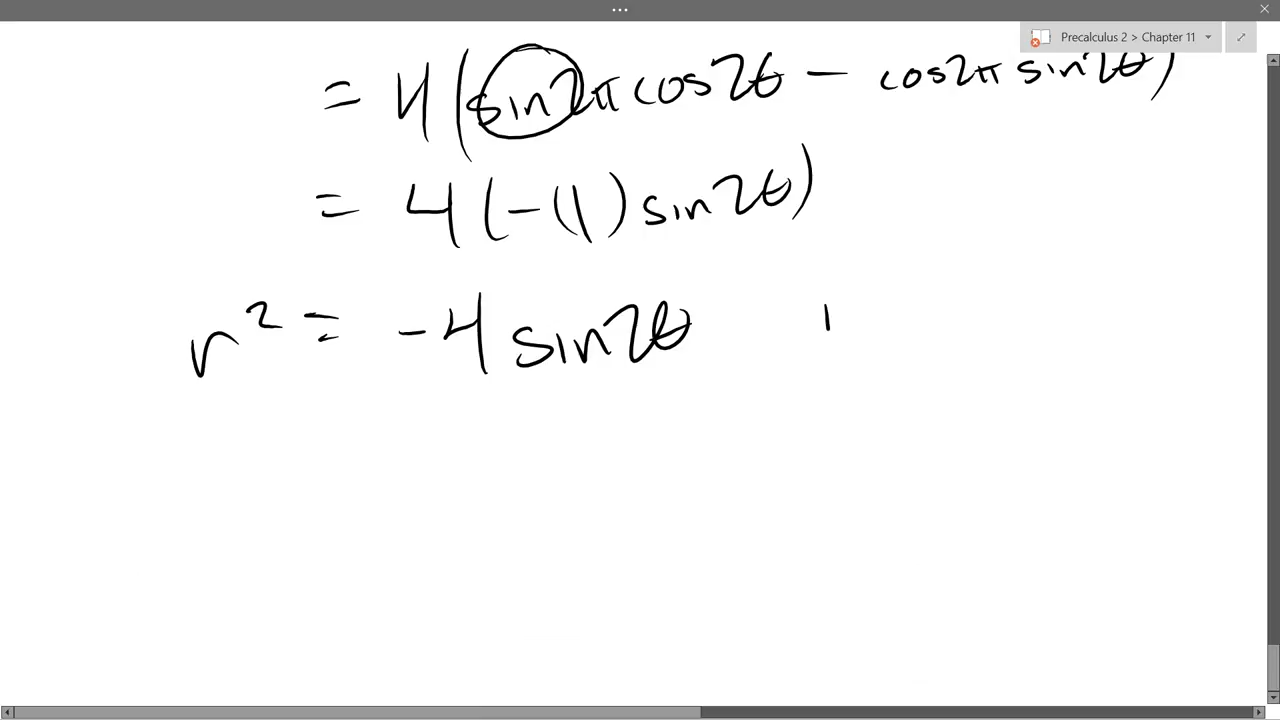 Precalculus 2 > Chapter 11
= 4(sin2π cos2θ − cos2π sin2θ)
= 4(−(1) sin2θ)
r² = −4 sin2θ